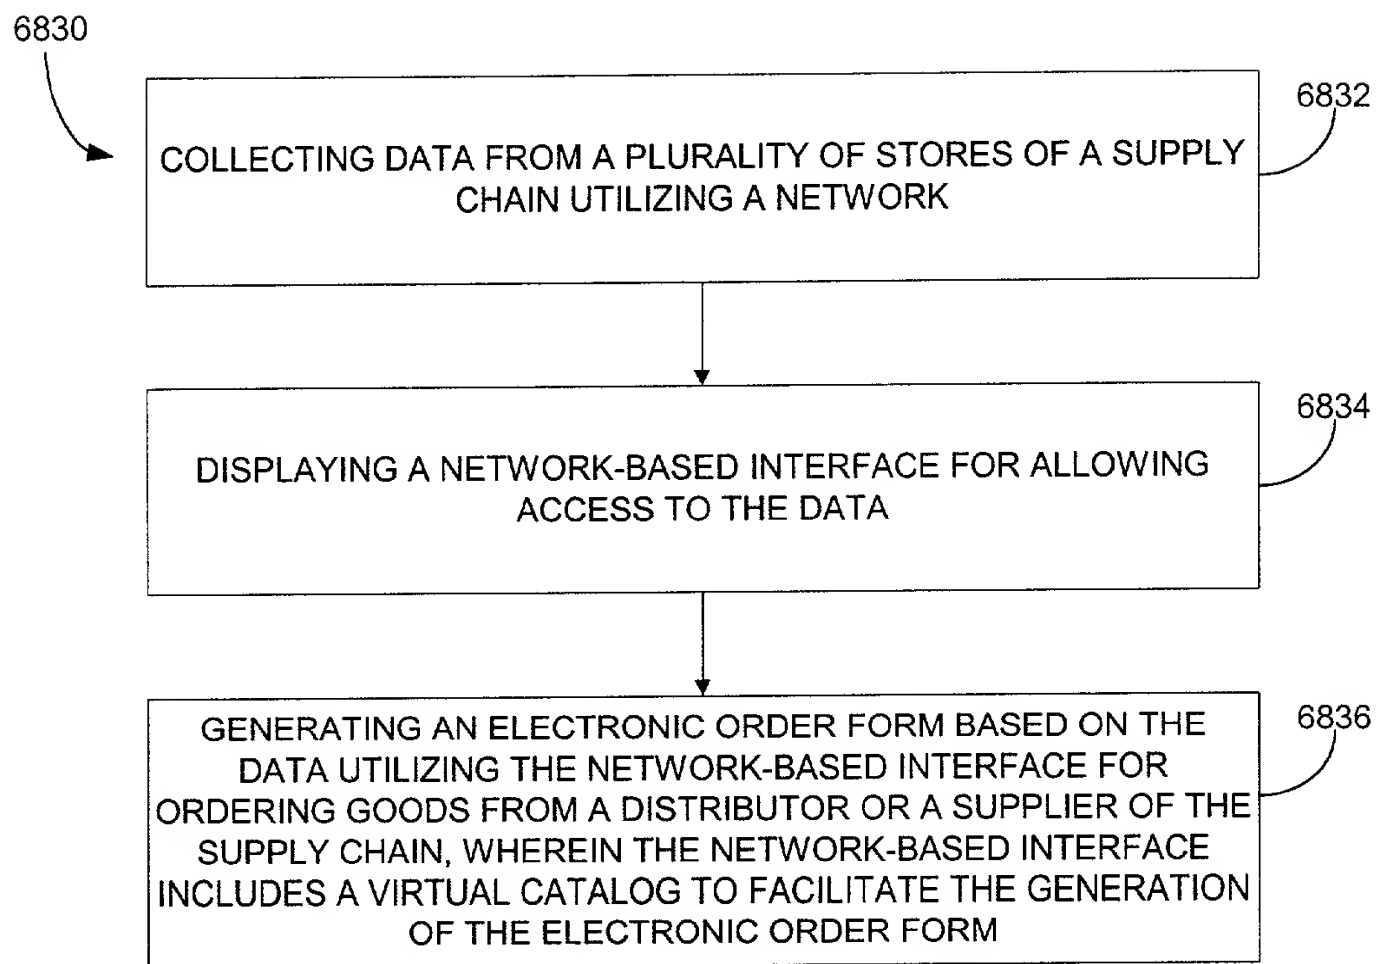 6830
6832
COLLECTING DATA FROM A PLURALITY OF STORES OF A SUPPLY
CHAIN UTILIZING A NETWORK
6834
DISPLAYING A NETWORK-BASED INTERFACE FOR ALLOWING
ACCESS TO THE DATA
6836
GENERATING AN ELECTRONIC ORDER FORM BASED ON THE
DATA UTILIZING THE NETWORK-BASED INTERFACE FOR
ORDERING GOODS FROM A DISTRIBUTOR OR A SUPPLIER OF THE
SUPPLY CHAIN, WHEREIN THE NETWORK-BASED INTERFACE
INCLUDES A VIRTUAL CATALOG TO FACILITATE THE GENERATION
OF THE ELECTRONIC ORDER FORM